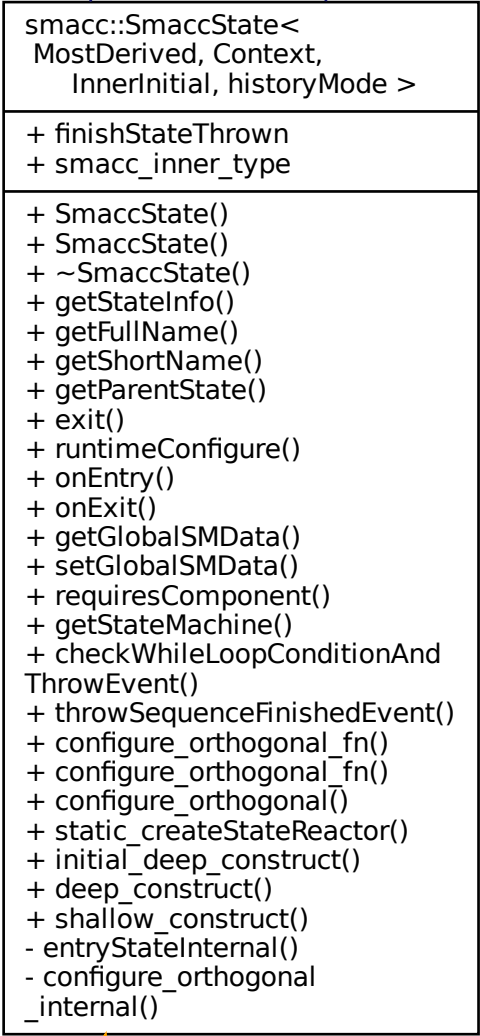 smacc::SmaccState<
MostDerived, Context,
InnerInitial, historyMode >
+ finishStateThrown
+ smacc_inner_type
+ SmaccState()
+ SmaccState()
+ ~SmaccState()
+ getStateInfo()
+ getFullName()
+ getShortName()
+ getParentState()
+ exit()
+ runtimeConfigure()
+ onEntry()
+ onExit()
+ getGlobalSMData()
+ setGlobalSMData()
+ requiresComponent()
+ getStateMachine()
+ checkWhileLoopConditionAnd
ThrowEvent()
+ throwSequenceFinishedEvent()
+ configure_orthogonal_fn()
+ configure_orthogonal_fn()
+ configure_orthogonal()
+ static_createStateReactor()
+ initial_deep_construct()
+ deep_construct()
+ shallow_construct()
- entryStateInternal()
- configure_orthogonal
_internal()